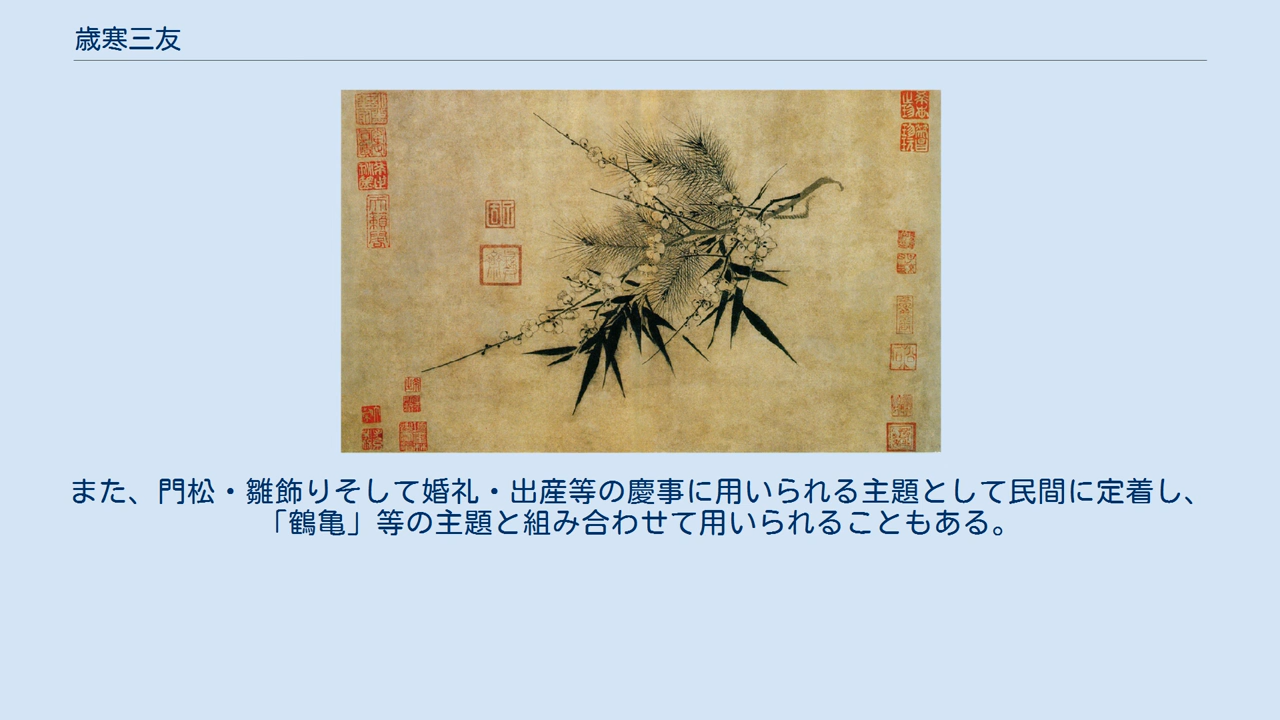 歳寒三友
また、門松・雛飾りそして婚礼・出産等の慶事に用いられる主題として民間に定着し、
「鶴亀」等の主題と組み合わせて用いられることもある。